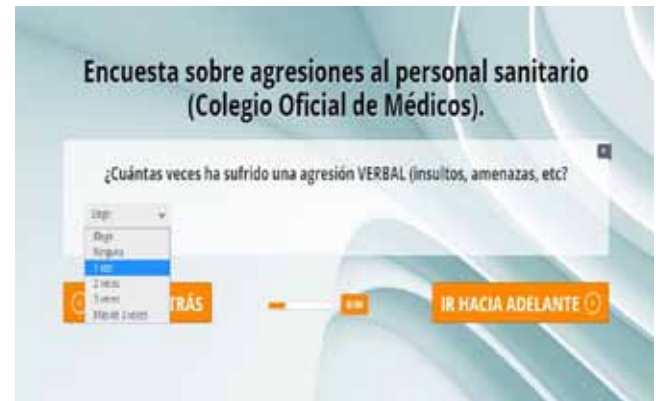 Encuesta sobre agresiones al personal sanitario
(Colegio Oficial de Médicos).
¿Cuántas veces ha sufrido una agresión VERBAL (insultos, amenazas, etc?
Elegir
Elegir
Ninguna
1 vez
2 veces
3 veces
Más de 3 veces
TRÁS
IR HACIA ADELANTE